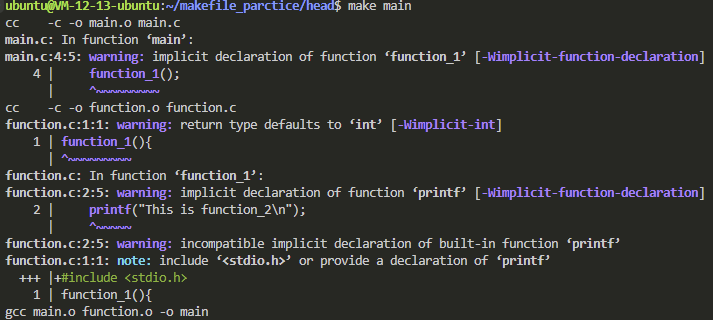 ubuntu@VM-12-13-ubuntu:~/makefile_parctice/head$ make main
cc    -c -o main.o main.c
main.c: In function ‘main’:
main.c:4:5: warning: implicit declaration of function ‘function_1’ [-Wimplicit-function-declaration]
    4 |     function_1();
      |     ^~~~~~~~~~
cc    -c -o function.o function.c
function.c:1:1: warning: return type defaults to ‘int’ [-Wimplicit-int]
    1 | function_1(){
      | ^~~~~~~~~~
function.c: In function ‘function_1’:
function.c:2:5: warning: implicit declaration of function ‘printf’ [-Wimplicit-function-declaration]
    2 |     printf("This is function_2\n");
      |     ^~~~~~
function.c:2:5: warning: incompatible implicit declaration of built-in function ‘printf’
function.c:1:1: note: include ‘<stdio.h>’ or provide a declaration of ‘printf’
  +++ |+#include <stdio.h>
    1 | function_1(){
gcc main.o function.o -o main